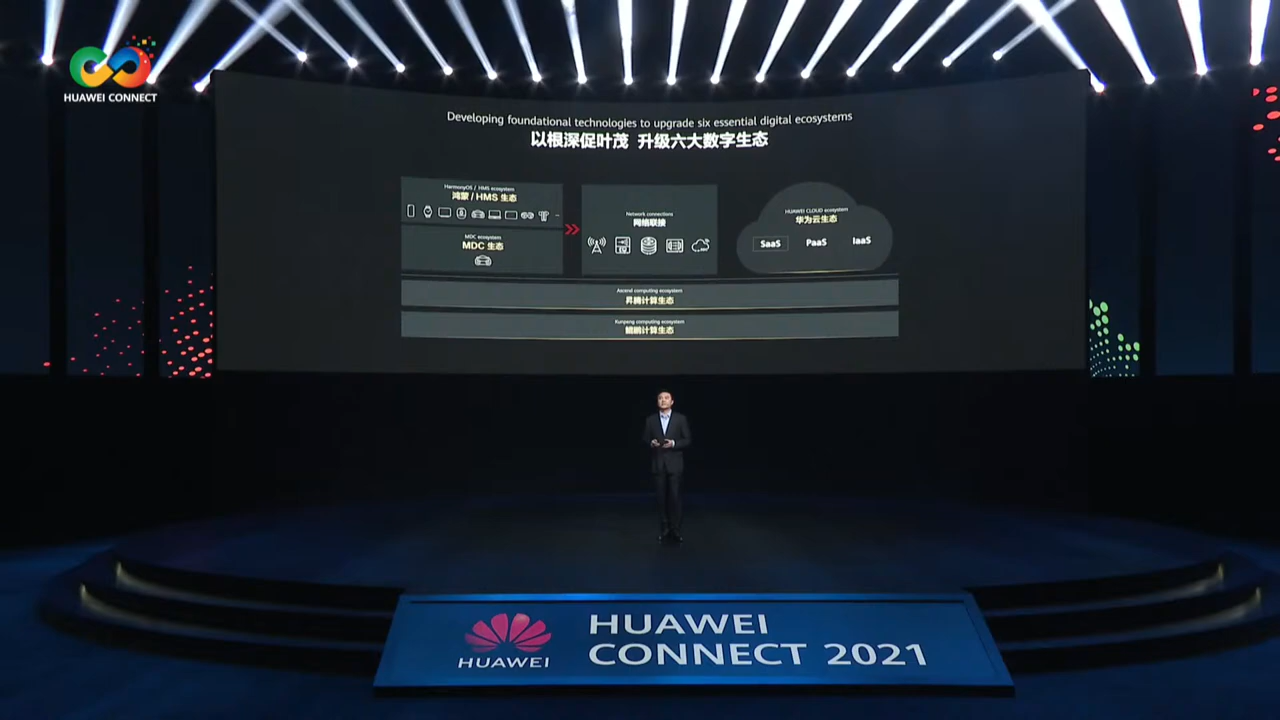 HUAWEI CONNECT
Developing foundational technologies to upgrade six essential digital ecosystems
以根深促叶茂 升级六大数字生态
HarmonyOS / HMS ecosystem
鸿蒙 / HMS 生态
MDC ecosystem
MDC 生态
Network connections
网络联接
HUAWEI CLOUD ecosystem
华为云生态
SaaS PaaS IaaS
Ascend computing ecosystem
昇腾计算生态
Kunpeng computing ecosystem
鲲鹏计算生态
HUAWEI
HUAWEI
CONNECT 2021